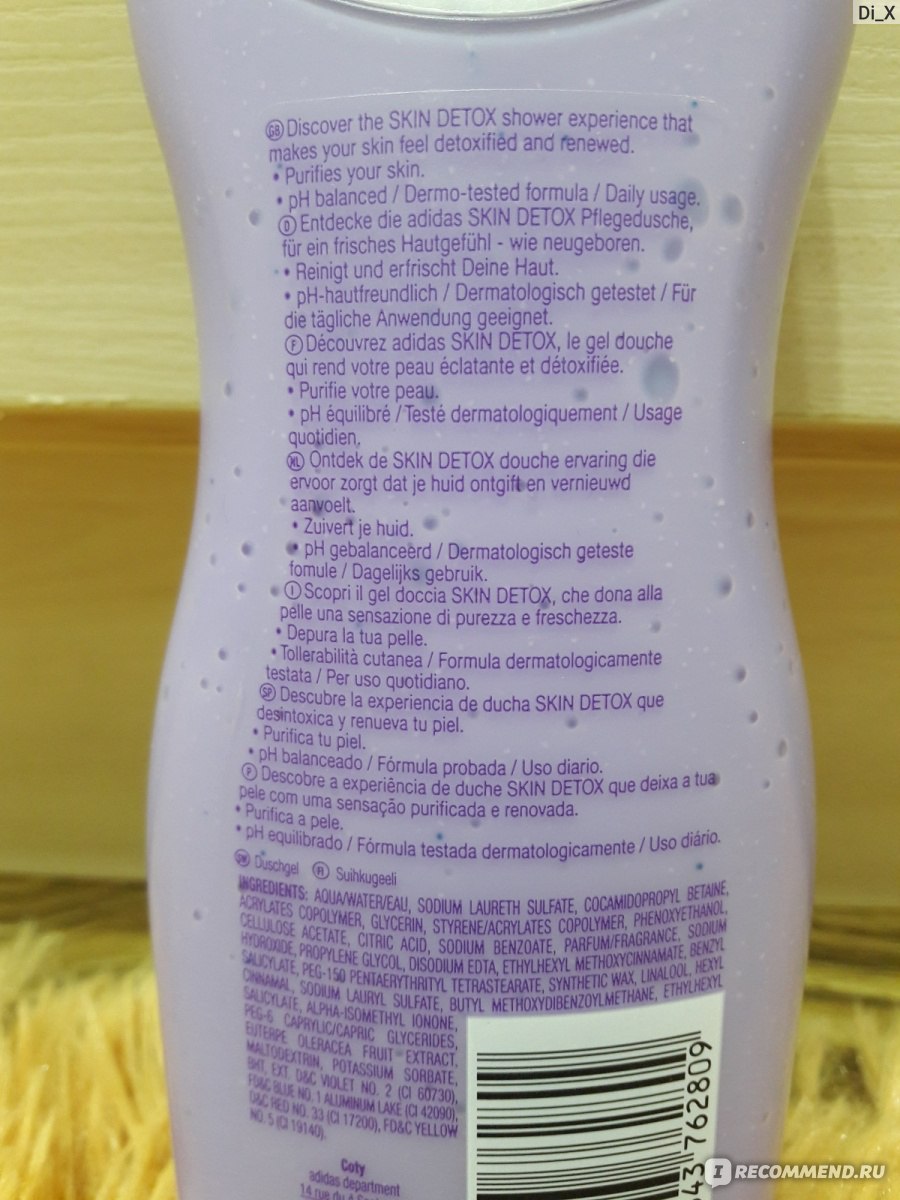 Di_X
GB Discover the SKIN DETOX shower experience that
makes your skin feel detoxified and renewed.
• Purifies your skin.
• pH balanced / Dermo-tested formula / Daily usage.
D Entdecke die adidas SKIN DETOX Pflegedusche,
für ein frisches Hautgefühl - wie neugeboren.
• Reinigt und erfrischt Deine Haut.
• pH-hautfreundlich / Dermatologisch getestet / Für
die tägliche Anwendung geeignet.
F Découvrez adidas SKIN DETOX, le gel douche
qui rend votre peau éclatante et détoxifiée.
• Purifie votre peau.
• pH équilibré / Testé dermatologiquement / Usage
quotidien.
NL Ontdek de SKIN DETOX douche ervaring die
ervoor zorgt dat je huid ontgift en vernieuwd
aanvoelt.
• Zuivert je huid.
• pH gebalanceerd / Dermatologisch geteste
fomule / Dagelijks gebruik.
I Scopri il gel doccia SKIN DETOX, che dona alla
pelle una sensazione di purezza e freschezza.
• Depura la tua pelle.
• Tollerabilità cutanea / Formula dermatologicamente
testata / Per uso quotidiano.
SP Descubre la experiencia de ducha SKIN DETOX que
desintoxica y renueva tu piel.
• Purifica tu piel.
• pH balanceado / Fórmula probada / Uso diario.
P Descobre a experiência de duche SKIN DETOX que deixa a tua
pele com uma sensação purificada e renovada.
• Purifica a pele.
• pH equilibrado / Fórmula testada dermatologicamente / Uso diário.
Duschgel FI Suihkugeeli
INGREDIENTS: AQUA/WATER/EAU, SODIUM LAURETH SULFATE, COCAMIDOPROPYL BETAINE,
ACRYLATES COPOLYMER, GLYCERIN, STYRENE/ACRYLATES COPOLYMER, PHENOXYETHANOL,
CELLULOSE ACETATE, CITRIC ACID, SODIUM BENZOATE, PARFUM/FRAGRANCE, SODIUM
HYDROXIDE, PROPYLENE GLYCOL, DISODIUM EDTA, ETHYLHEXYL METHOXYCINNAMATE, BENZYL
SALICYLATE, PEG-150 PENTAERYTHRITYL TETRASTEARATE, SYNTHETIC WAX, LINALOOL, HEXYL
CINNAMAL, SODIUM LAURYL SULFATE, BUTYL METHOXYDIBENZOYLMETHANE, ETHYLHEXYL
SALICYLATE, ALPHA-ISOMETHYL IONONE,
PEG-6 CAPRYLIC/CAPRIC GLYCERIDES,
EUTERPE OLERACEA FRUIT EXTRACT,
MALTODEXTRIN, POTASSIUM SORBATE,
BHT, EXT. D&C VIOLET NO. 2 (CI 60730),
FD&C BLUE NO. 1 ALUMINUM LAKE (CI 42090),
D&C RED NO. 33 (CI 17200), FD&C YELLOW
NO. 5 (CI 19140).
Coty
adidas department
14 rue du 4
43 762809
IRECOMMEND.RU